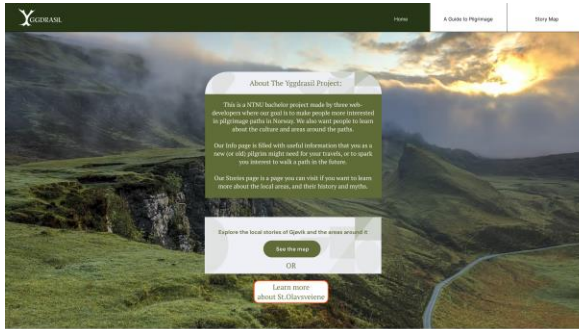 YGGDRASIL
Home
A Guide to Pilgrimage
Story Map
About The Yggdrasil Project:
This is a NTNU bachelor project made by three web-
developers where our goal is to make people more interested
in pilgrimage paths in Norway. We also want people to learn
about the culture and areas around the paths.
Our Info page is filled with useful information that you as a
new (or old) pilgrim might need for your travels, or to spark
you interest to walk a path in the future.
Our Stories page is a page you can visit if you want to learn
more about the local areas, and their history and myths.
Explore the local stories of Gjøvik and the areas around it
See the map
OR
Learn more
about St.Olavsveiene